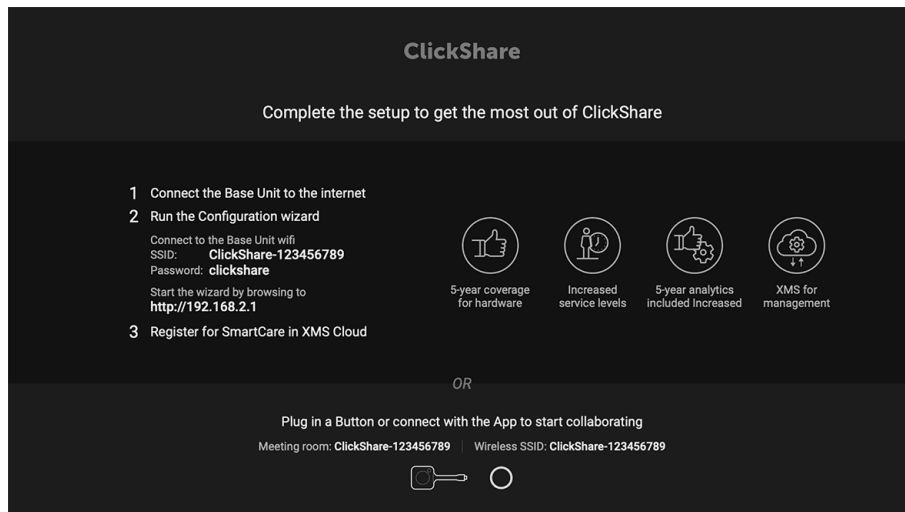 ClickShare
Complete the setup to get the most out of ClickShare
1 Connect the Base Unit to the internet
2 Run the Configuration wizard
Connect to the Base Unit wifi
SSID: ClickShare-123456789
Password: clickshare
Start the wizard by browsing to
http://192.168.2.1
3 Register for SmartCare in XMS Cloud
5-year coverage
for hardware
Increased
service levels
5-year analytics
included Increased
XMS for
management
OR
Plug in a Button or connect with the App to start collaborating
Meeting room: ClickShare-123456789 | Wireless SSID: ClickShare-123456789